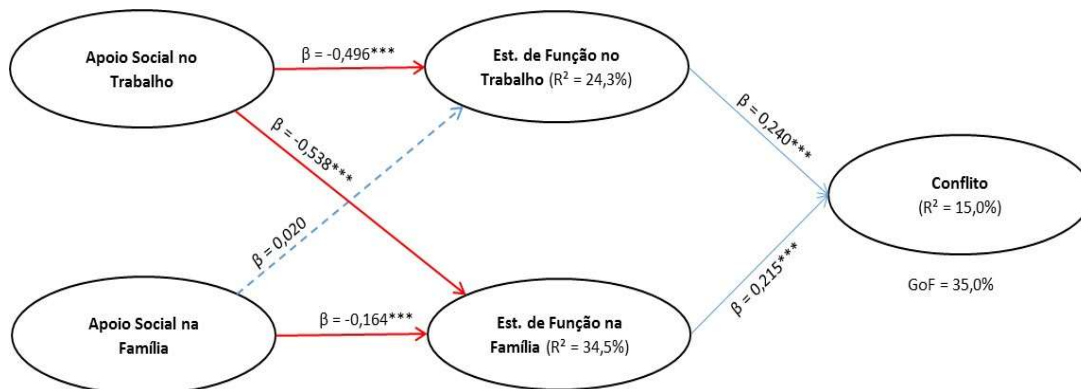 Apoio Social no
Trabalho
β = -0,496***
Est. de Função no
Trabalho (R² = 24,3%)
β = -0,538***
β = 0,020
β = 0,240***
Conflito
(R² = 15,0%)
GoF = 35,0%
β = 0,215***
Apoio Social na
Família
β = -0,164***
Est. de Função na
Família (R² = 34,5%)